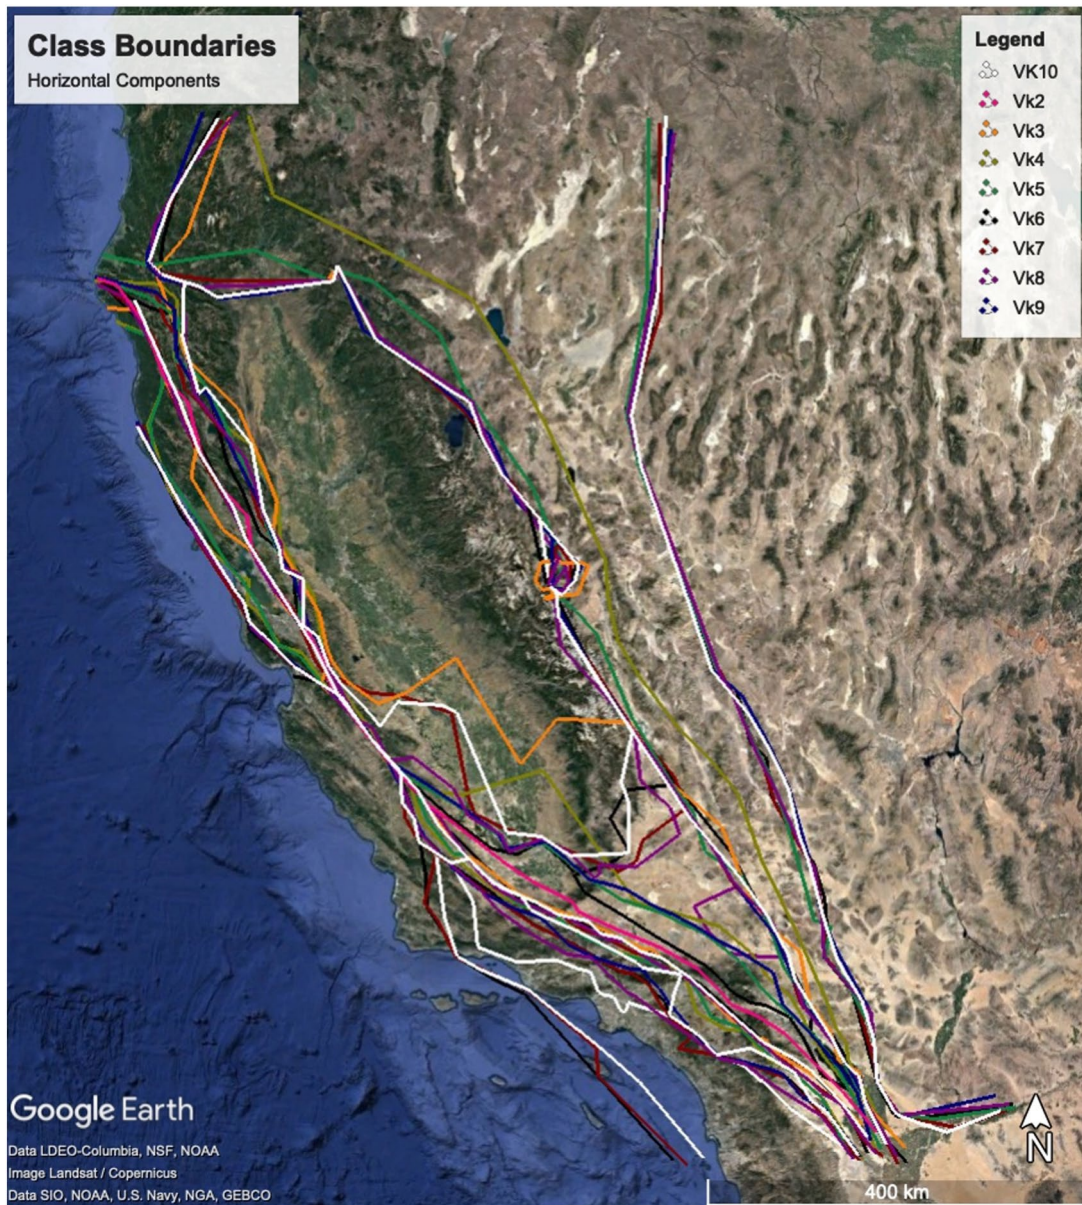 Class Boundaries
Horizontal Components
Legend
VK10
Vk2
Vk3
Vk4
Vk5
Vk6
Vk7
Vk8
Vk9
Google Earth
Data LDEO-Columbia, NSF, NOAA
Image Landsat / Copernicus
Data SIO, NOAA, U.S. Navy, NGA, GEBCO
N
400 km